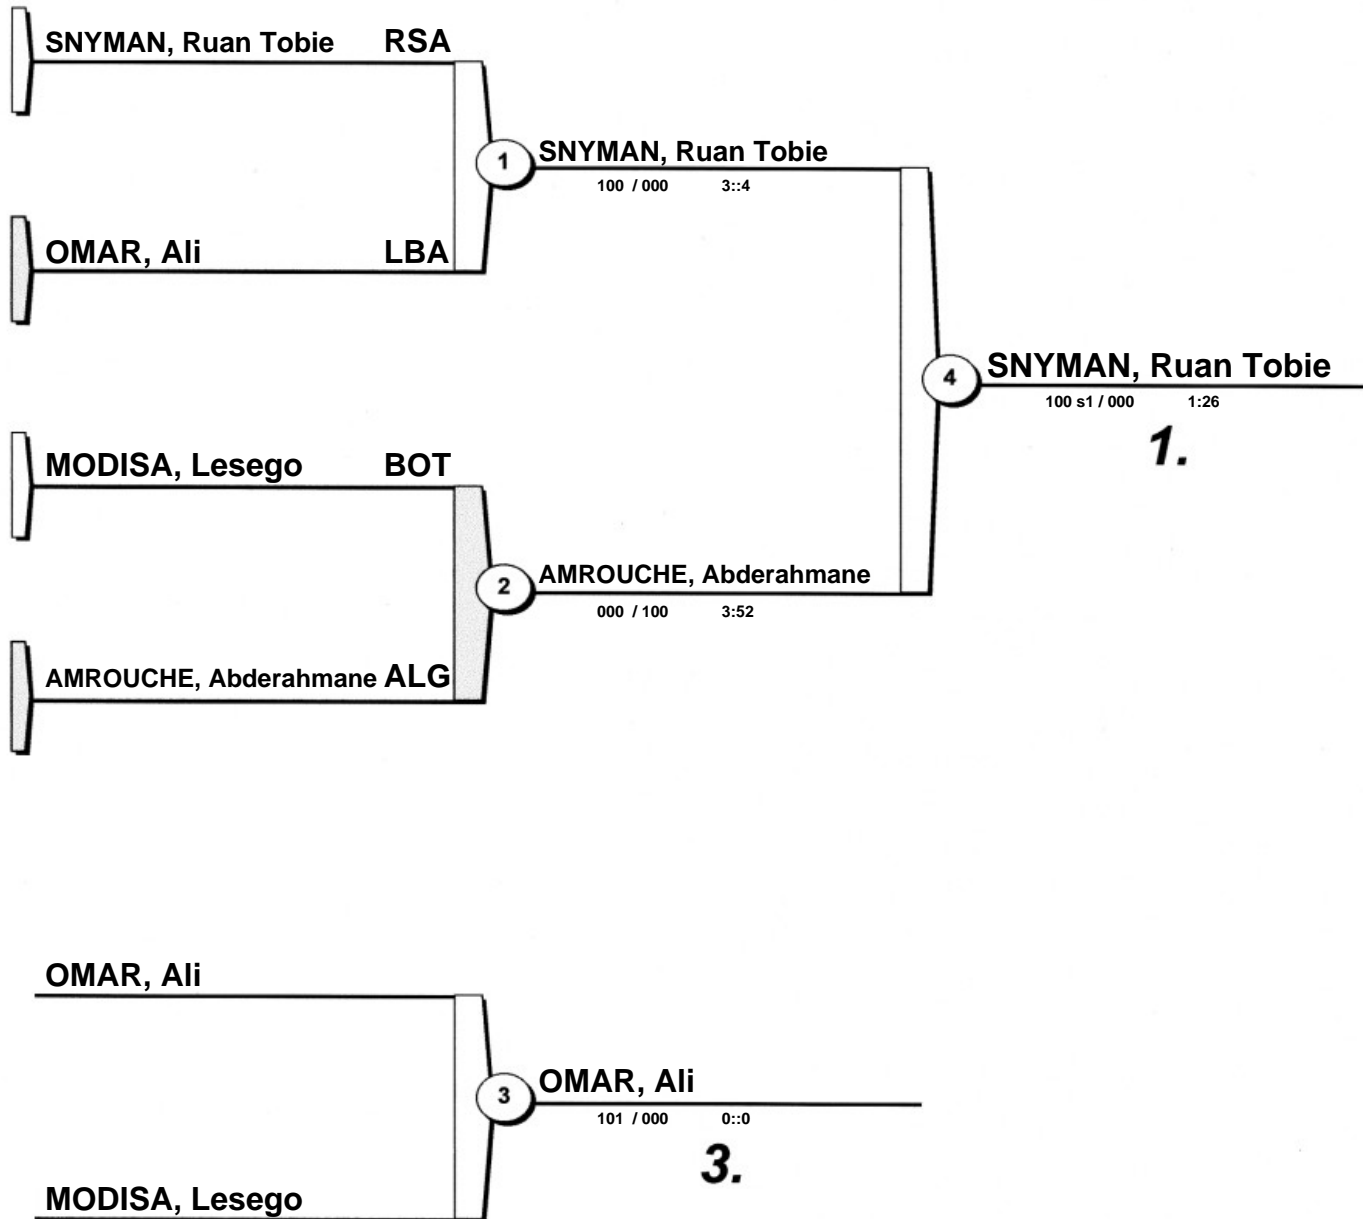 SNYMAN, Ruan Tobie RSA
1 SNYMAN, Ruan Tobie
100 / 000 3::4
OMAR, Ali LBA
4 SNYMAN, Ruan Tobie
100 s1 / 000 1:26
1.
MODISA, Lesego BOT
2 AMROUCHE, Abderahmane
000 / 100 3:52
AMROUCHE, Abderahmane ALG
OMAR, Ali
3 OMAR, Ali
101 / 000 0::0
3.
MODISA, Lesego